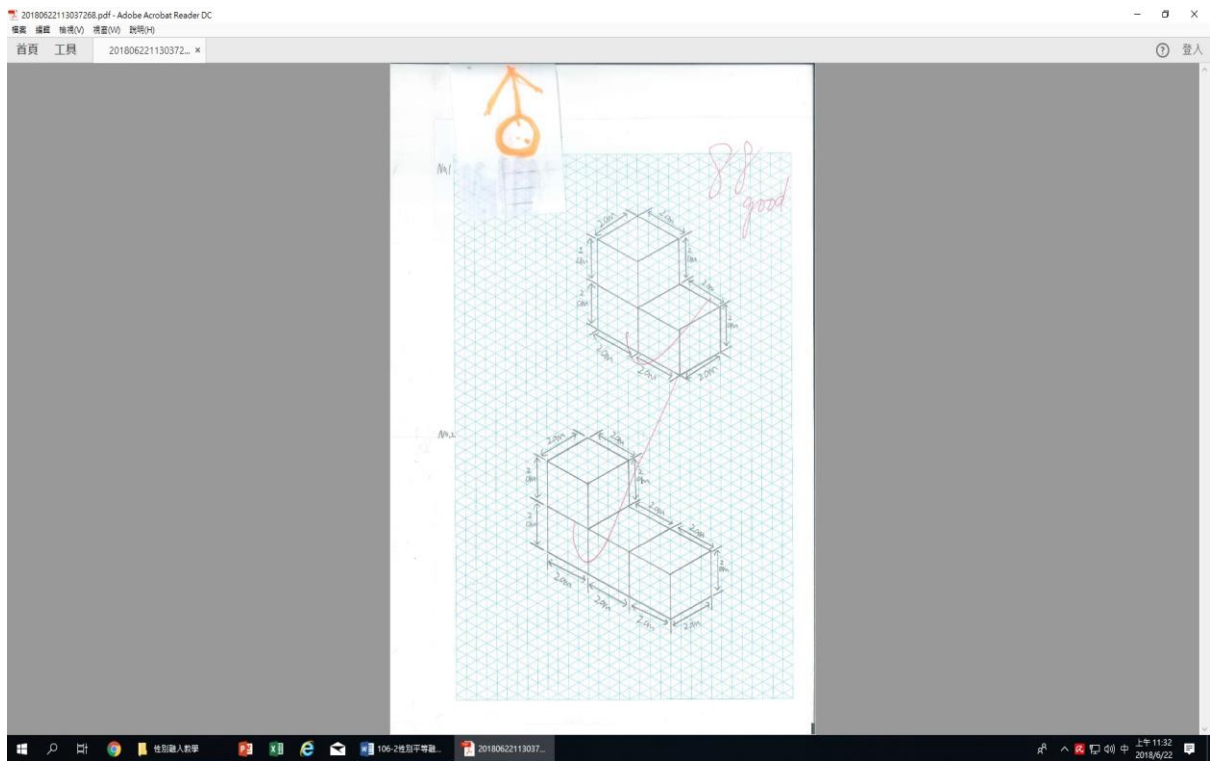 20180622113037268.pdf - Adobe Acrobat Reader DC
檔案 編輯 檢視(V) 視窗(W) 說明(H)
首頁 工具 201806221130372... × ? 登入
No.1
88
good
2cm 2cm
2cm 2cm
2cm 2cm
2cm
2cm 2cm 2cm
No.2
2cm 2cm
2cm 2cm
2cm 2cm 2cm
2cm
2cm 2cm 2cm 2cm
性別融入教學 106-2性別平等融... 20180622113037... 中 上午 11:32
2018/6/22